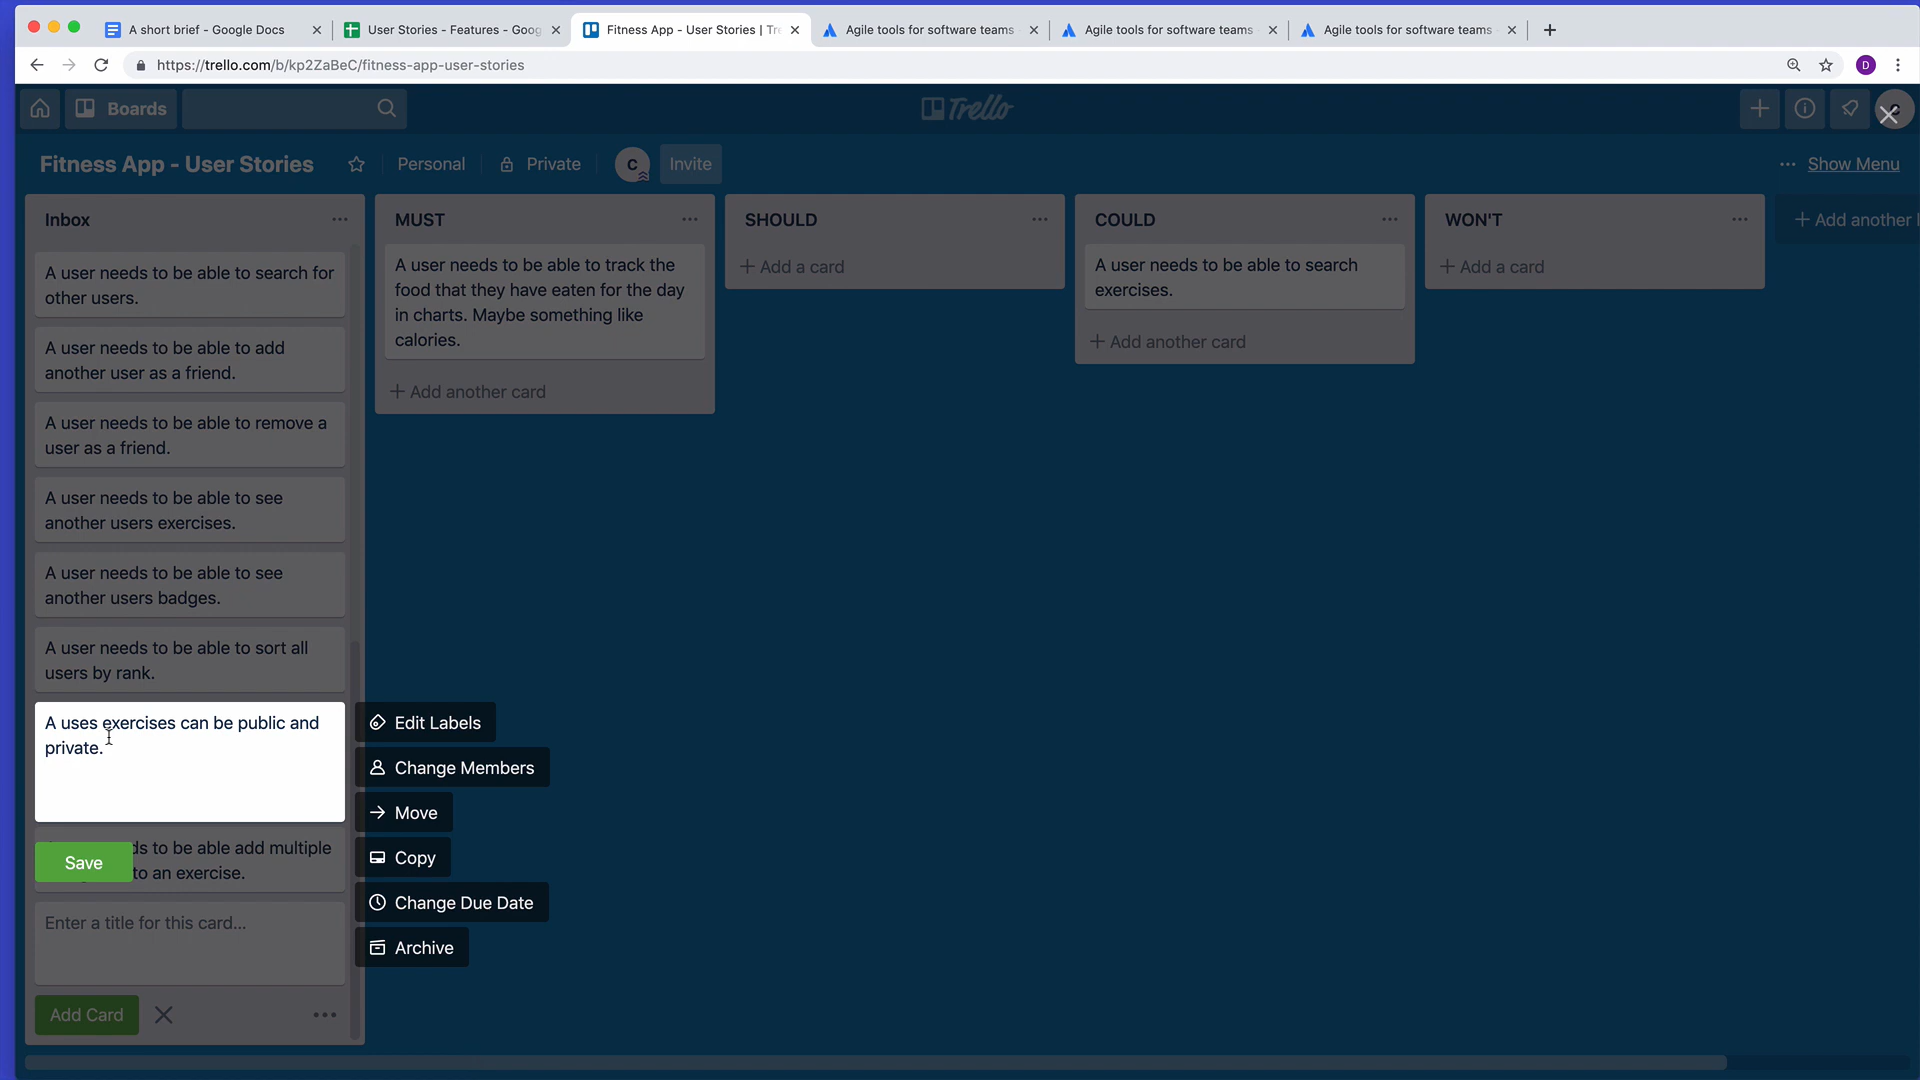 A short brief - Google Docs
User Stories - Features - Goog
Fitness App - User Stories | Tre
Agile tools for software teams
Agile tools for software teams
Agile tools for software teams -
https://trello.com/b/kp2ZaBeC/fitness-app-user-stories
D
Boards
Trello
Fitness App - User Stories
Personal
Private
C
Invite
Show Menu
Inbox
MUST
SHOULD
COULD
WON'T
+ Add another l
A user needs to be able to search for
other users.
A user needs to be able to add
another user as a friend.
A user needs to be able to remove a
user as a friend.
A user needs to be able to see
another users exercises.
A user needs to be able to see
another users badges.
A user needs to be able to sort all
users by rank.
A uses exercises can be public and
private.
ds to be able add multiple
to an exercise.
Save
Enter a title for this card...
Add Card
A user needs to be able to track the
food that they have eaten for the day
in charts. Maybe something like
calories.
+ Add another card
+ Add a card
A user needs to be able to search
exercises.
+ Add another card
+ Add a card
Edit Labels
Change Members
Move
Copy
Change Due Date
Archive